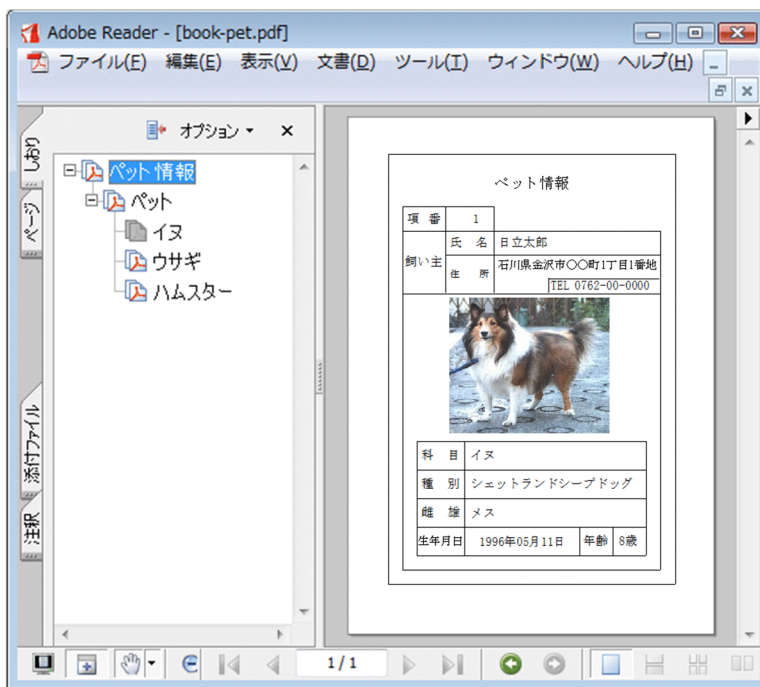 Adobe Reader - [book-pet.pdf]
ファイル(F) 編集(E) 表示(V) 文書(D) ツール(T) ウィンドウ(W) ヘルプ(H)
オプション
しおり
ページ
添付ファイル
注釈
ペット情報
ペット
イヌ
ウサギ
ハムスター
ペット情報
項 番 1
飼い主 氏 名 日立太郎
住 所 石川県金沢市○○町1丁目1番地
TEL 0762-00-0000
科 目 イヌ
種 別 シェットランドシープドッグ
雌 雄 メス
生年月日 1996年05月11日 年齢 8歳
1/1